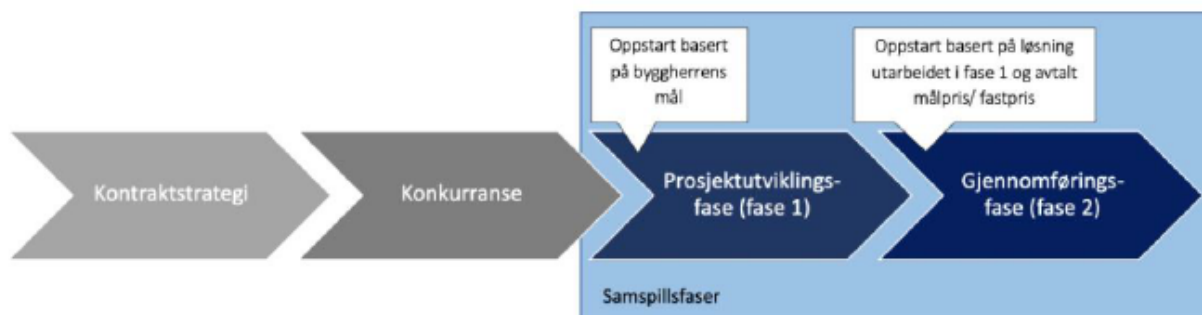 Oppstart basert
på byggherrens
mål
Oppstart basert på løsning
utarbeidet i fase 1 og avtalt
målpris/ fastpris
Kontraktstrategi
Konkurranse
Prosjektutviklings-
fase (fase 1)
Gjennomførings-
fase (fase 2)
Samspillsfaser